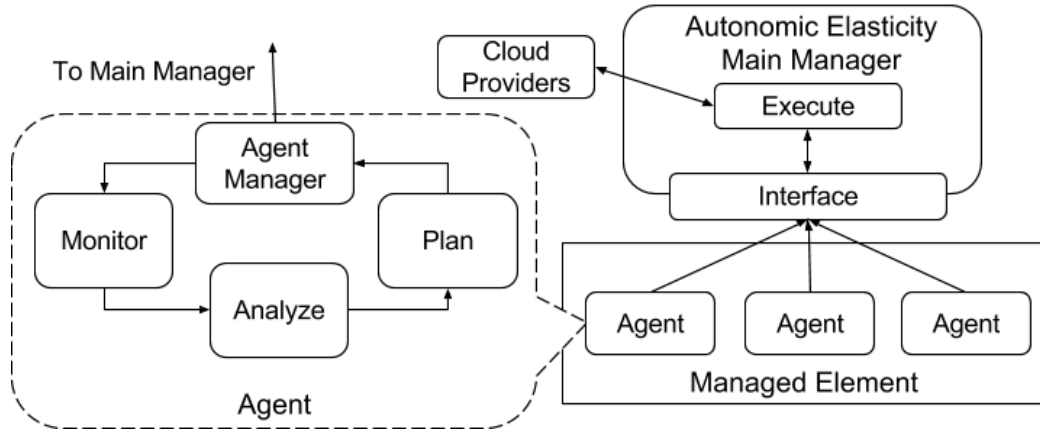 To Main Manager
Agent
Manager
Monitor
Plan
Analyze
Agent
Cloud
Providers
Autonomic Elasticity
Main Manager
Execute
Interface
Agent
Agent
Agent
Managed Element